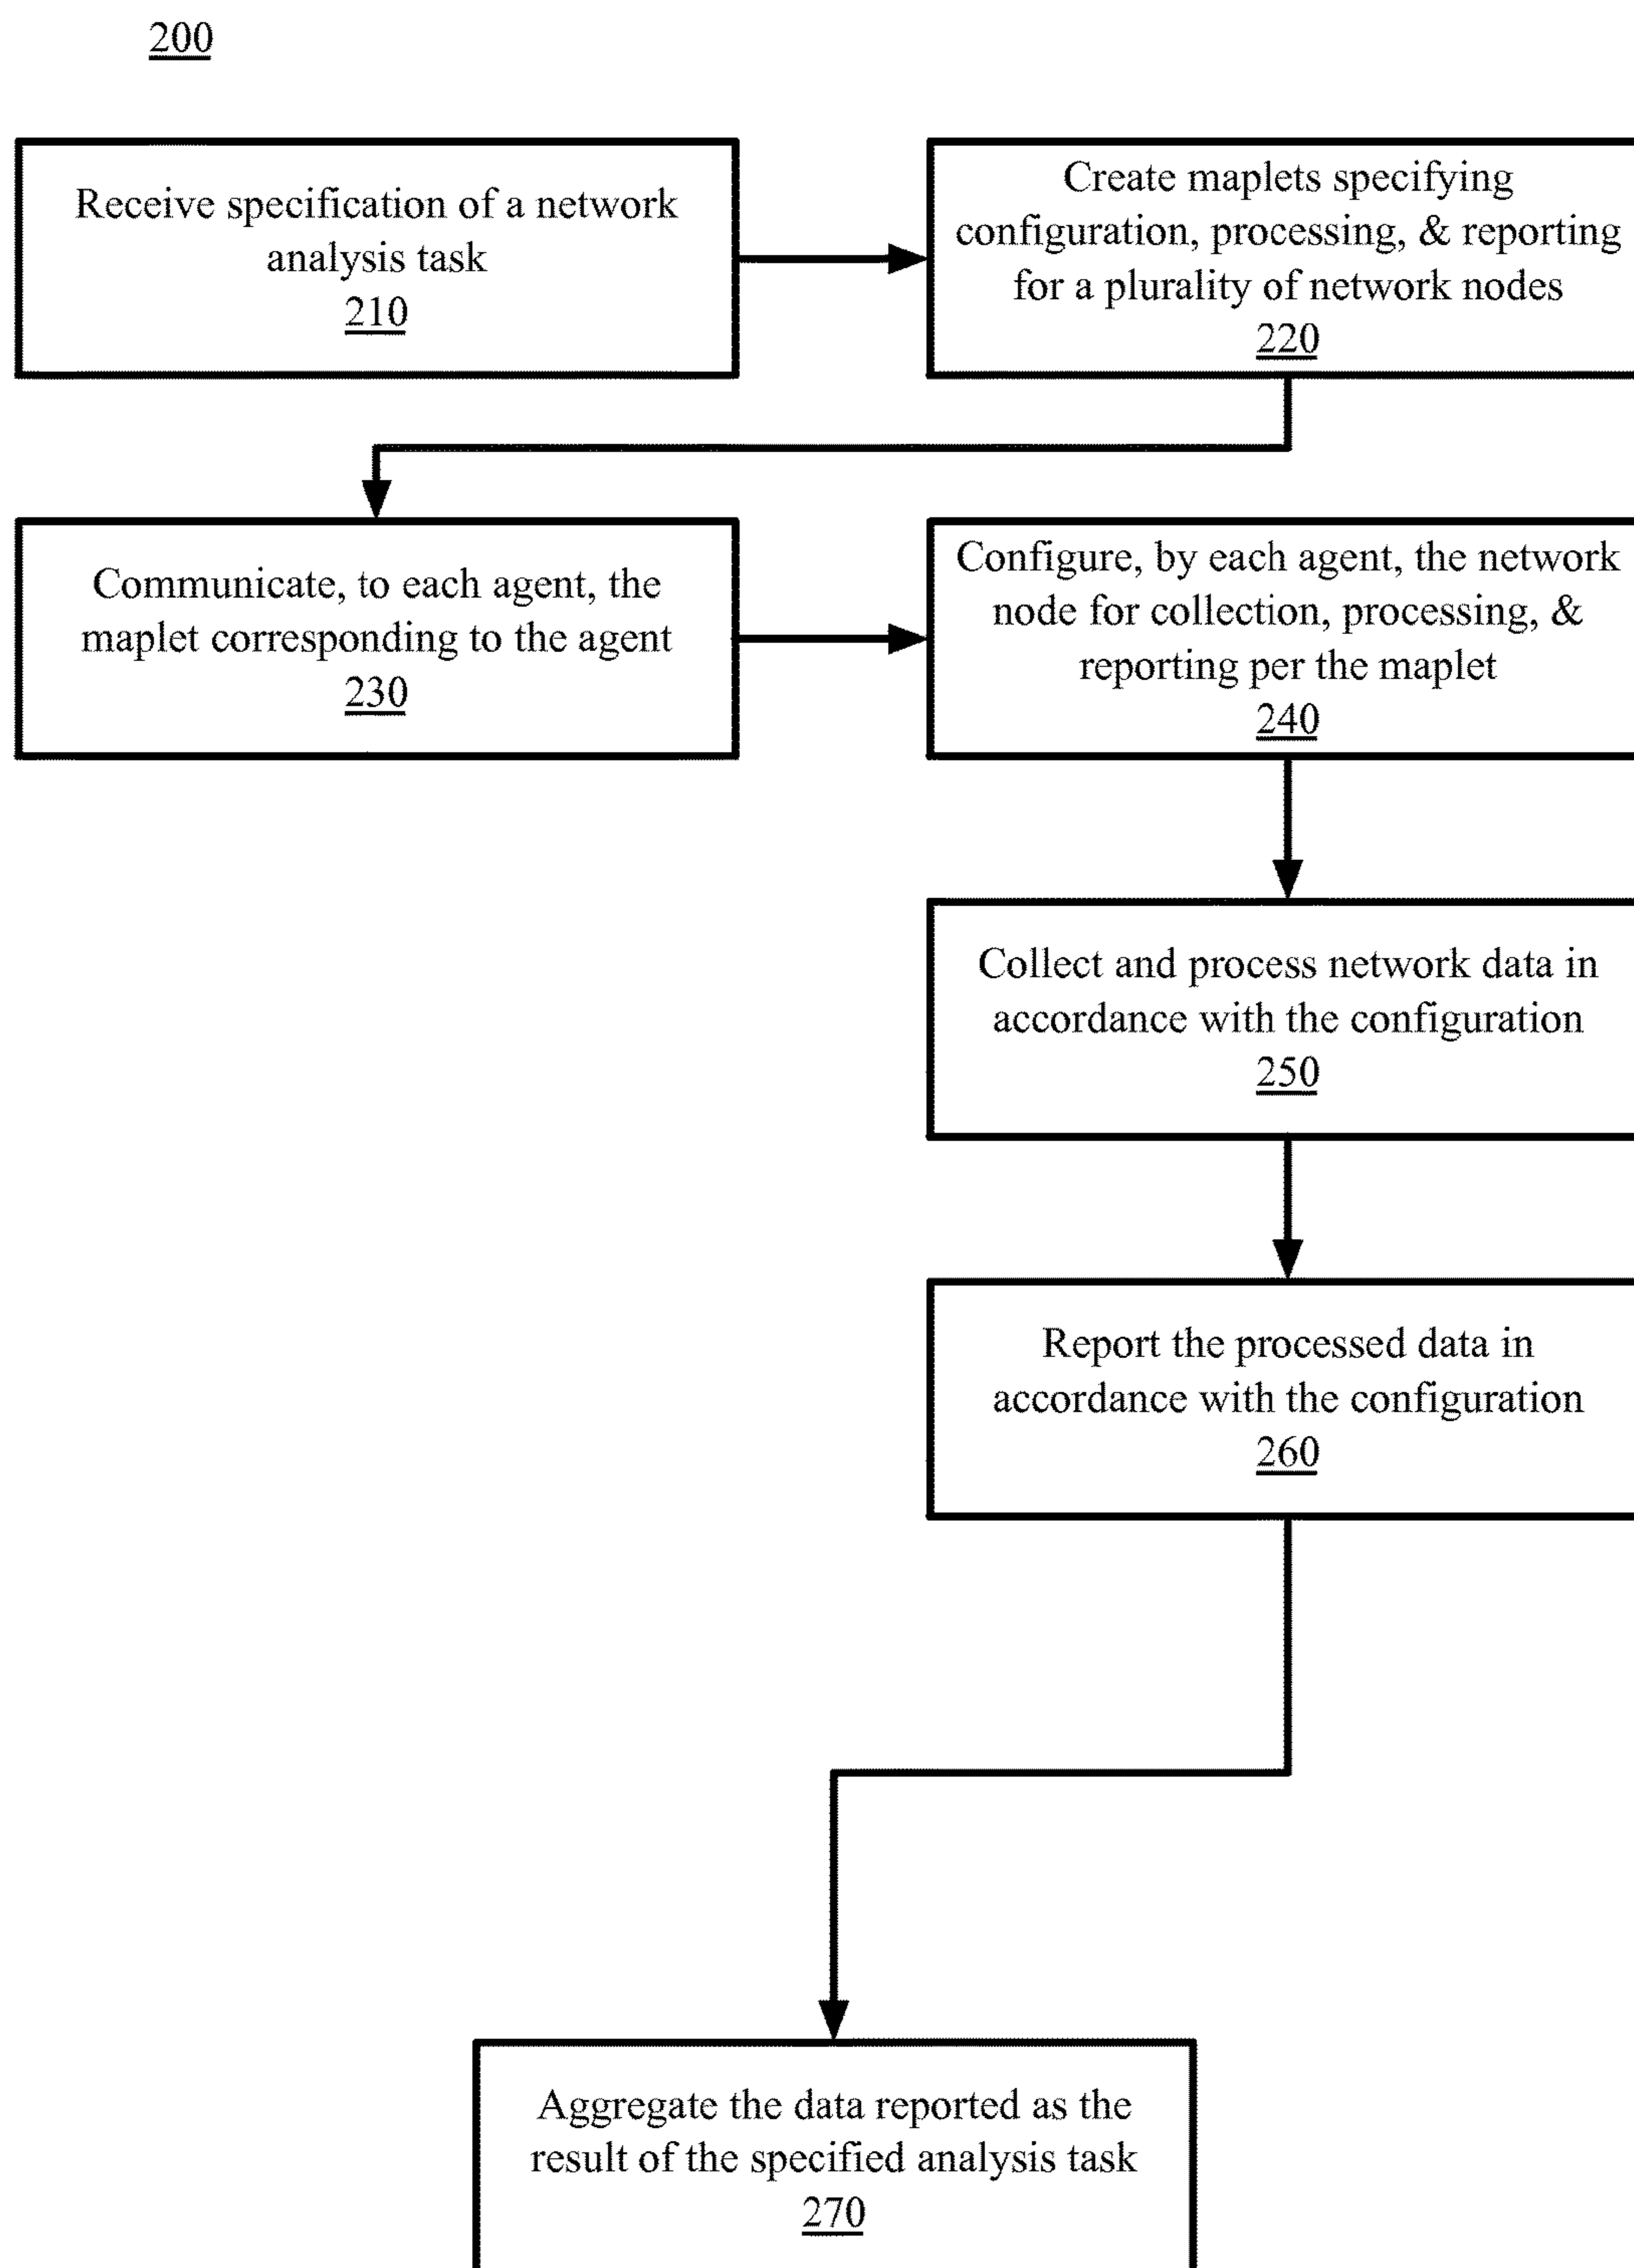 200
Receive specification of a network
analysis task
210
Create maplets specifying
configuration, processing, & reporting
for a plurality of network nodes
220
Communicate, to each agent, the
maplet corresponding to the agent
230
Configure, by each agent, the network
node for collection, processing, &
reporting per the maplet
240
Collect and process network data in
accordance with the configuration
250
Report the processed data in
accordance with the configuration
260
Aggregate the data reported as the
result of the specified analysis task
270